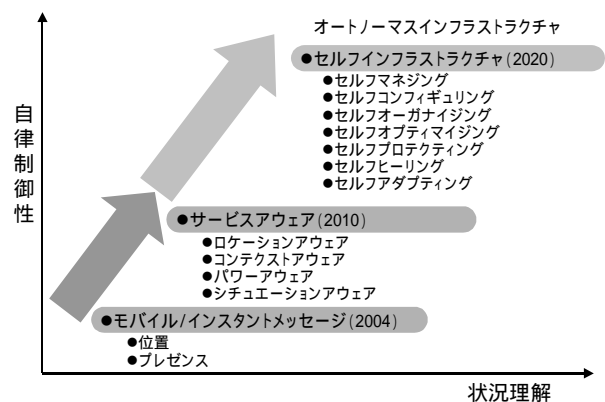 オートノーマスインフラストラクチャ
●セルフインフラストラクチャ(2020)
●セルフマネジング
●セルフコンフィギュリング
●セルフオーガナイジング
●セルフオプティマイジング
●セルフプロテクティング
●セルフヒーリング
●セルフアダプティング
自律制御性
●サービスアウェア(2010)
●ロケーションアウェア
●コンテクストアウェア
●パワーアウェア
●シチュエーションアウェア
●モバイル/インスタントメッセージ(2004)
●位置
●プレゼンス
状況理解